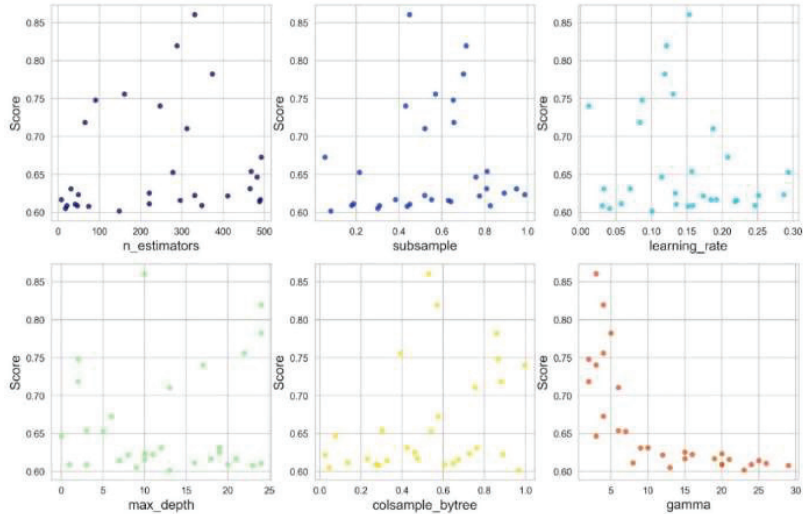 0.85 0.85 0.85
0.80 0.80 0.80
Score 0.75 Score 0.75 Score 0.75
0.70 0.70 0.70
0.65 0.65 0.65
0.60 0.60 0.60
0 100 200 300 400 500 0.0 0.2 0.4 0.6 0.8 1.0 0.00 0.05 0.10 0.15 0.20 0.25 0.30
n_estimators subsample learning_rate
0.85 0.85 0.85
0.80 0.80 0.80
Score 0.75 Score 0.75 Score 0.75
0.70 0.70 0.70
0.65 0.65 0.65
0.60 0.60 0.60
0 5 10 15 20 25 0.0 0.2 0.4 0.6 0.8 1.0 5 10 15 20 25 30
max_depth colsample_bytree gamma